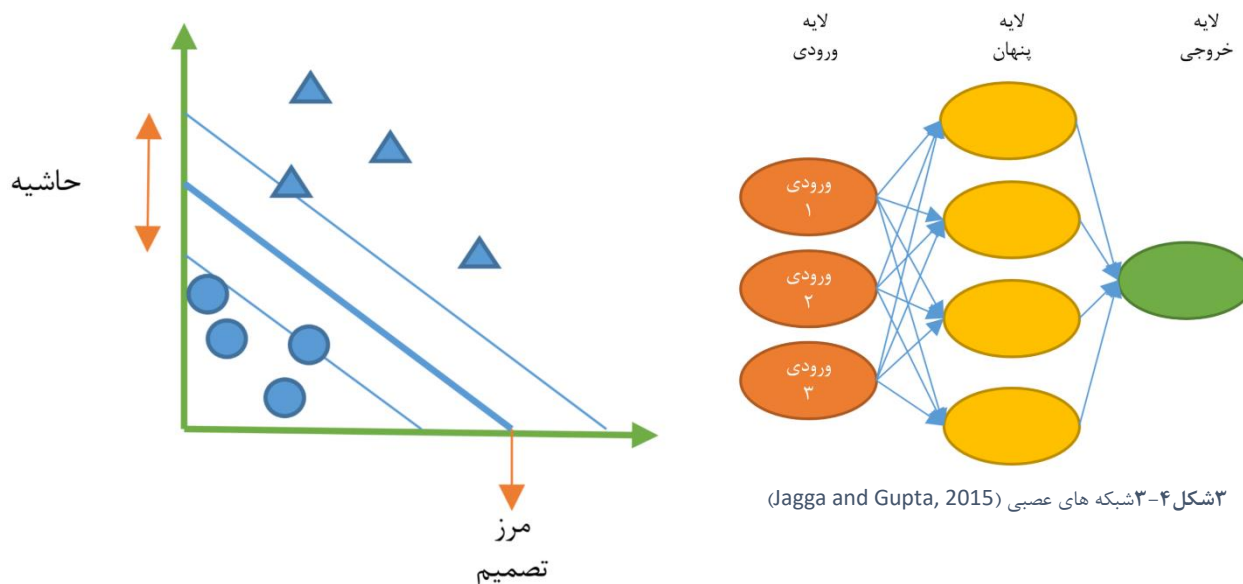 لایه
ورودی
لایه
پنهان
لایه
خروجی
حاشیه
ورودی
۱
ورودی
۲
ورودی
۳
مرز
تصمیم
۳شکل۴-۳شبکه های عصبی (Jagga and Gupta, 2015)